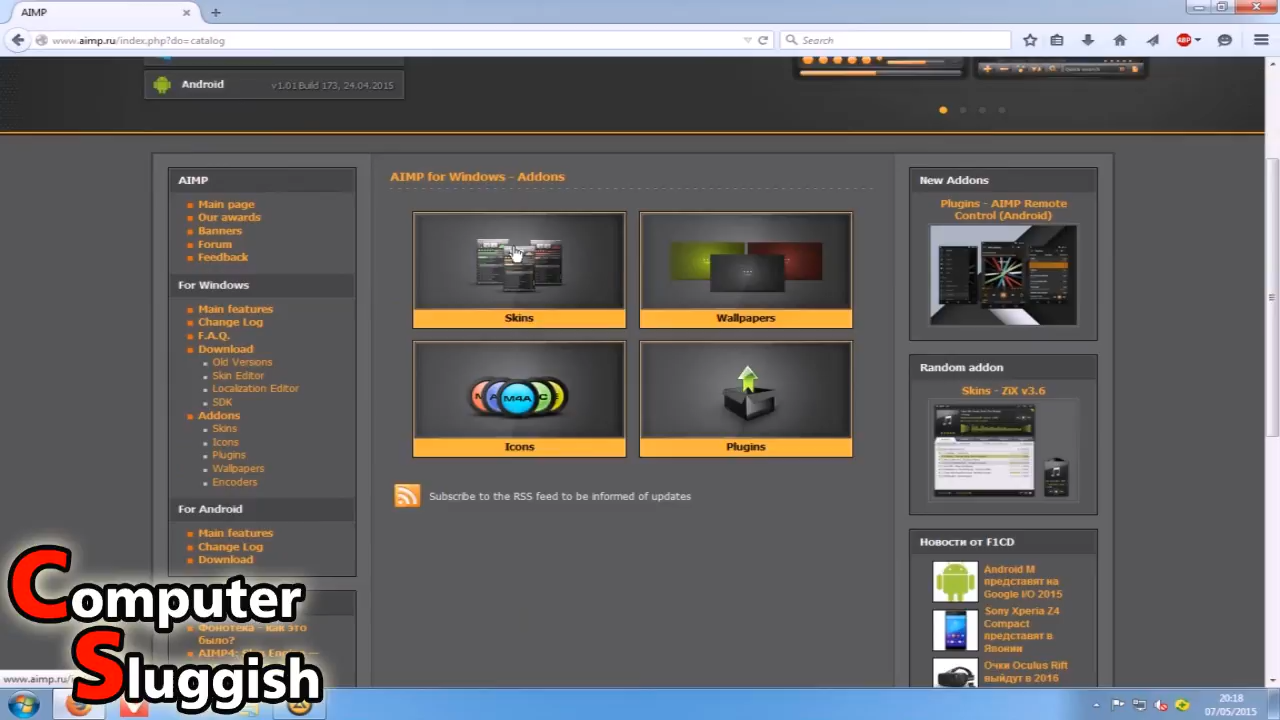 AIMP
www.aimp.ru/index.php?do=catalog
Search
ABP
Android
v1.01 Build 173, 24.04.2015
Quick search
AIMP
Main page
Our awards
Banners
Forum
Feedback
For Windows
Main features
Change Log
F.A.Q.
Download
Old Versions
Skin Editor
Localization Editor
SDK
Addons
Skins
Icons
Plugins
Wallpapers
Encoders
For Android
Main features
Change Log
Download
Фонотека - как это
было?
AIMP for Windows - Addons
Skins
Wallpapers
M4A
Icons
Plugins
Subscribe to the RSS feed to be informed of updates
New Addons
Plugins - AIMP Remote
Control (Android)
Random addon
Skins - ZiX v3.6
Новости от F1CD
Android M
представят на
Google I/O 2015
Sony Xperia Z4
Compact
представят в
Японии
Очки Oculus Rift
выйдут в 2016
Computer
Sluggish
www.aimp.ru/
20:18
07/05/2015